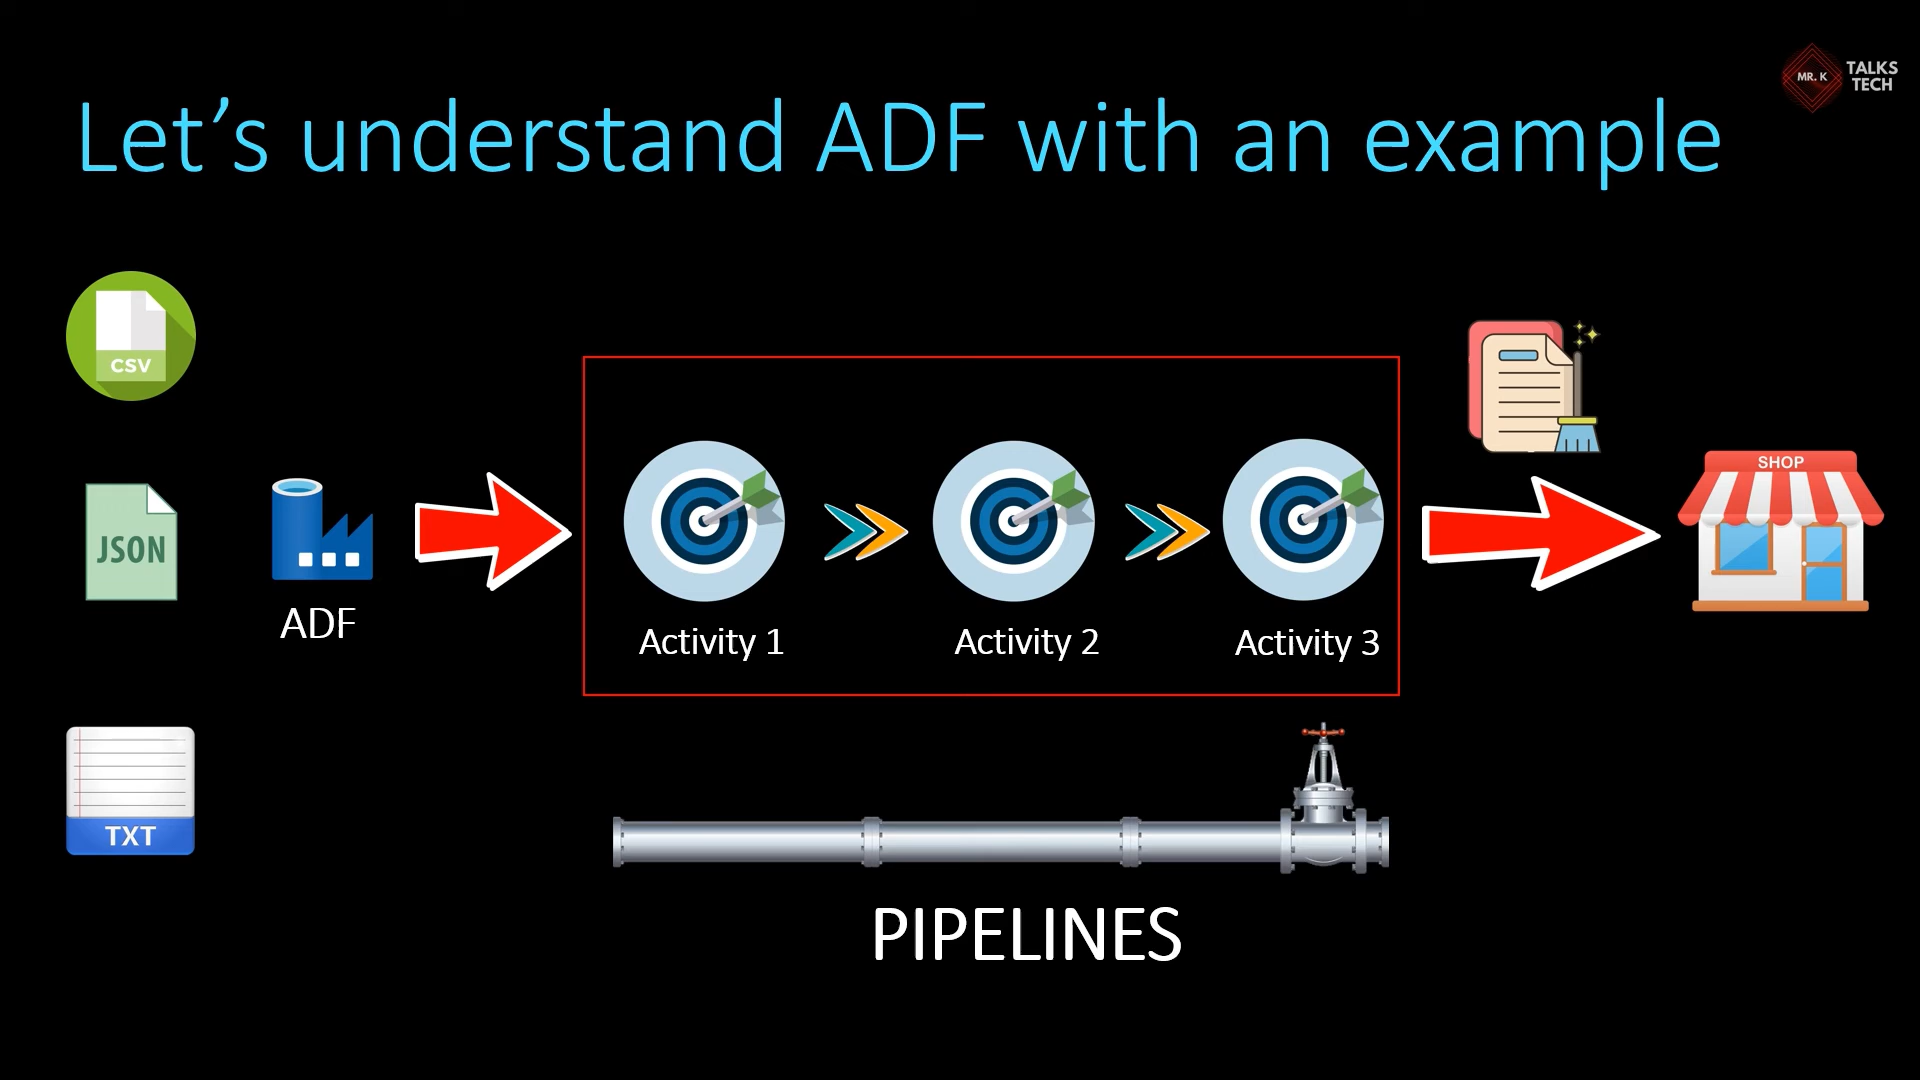 MR. K
TALKS
TECH
Let's understand ADF with an example
CSV
JSON
TXT
ADF
Activity 1
Activity 2
Activity 3
SHOP
PIPELINES